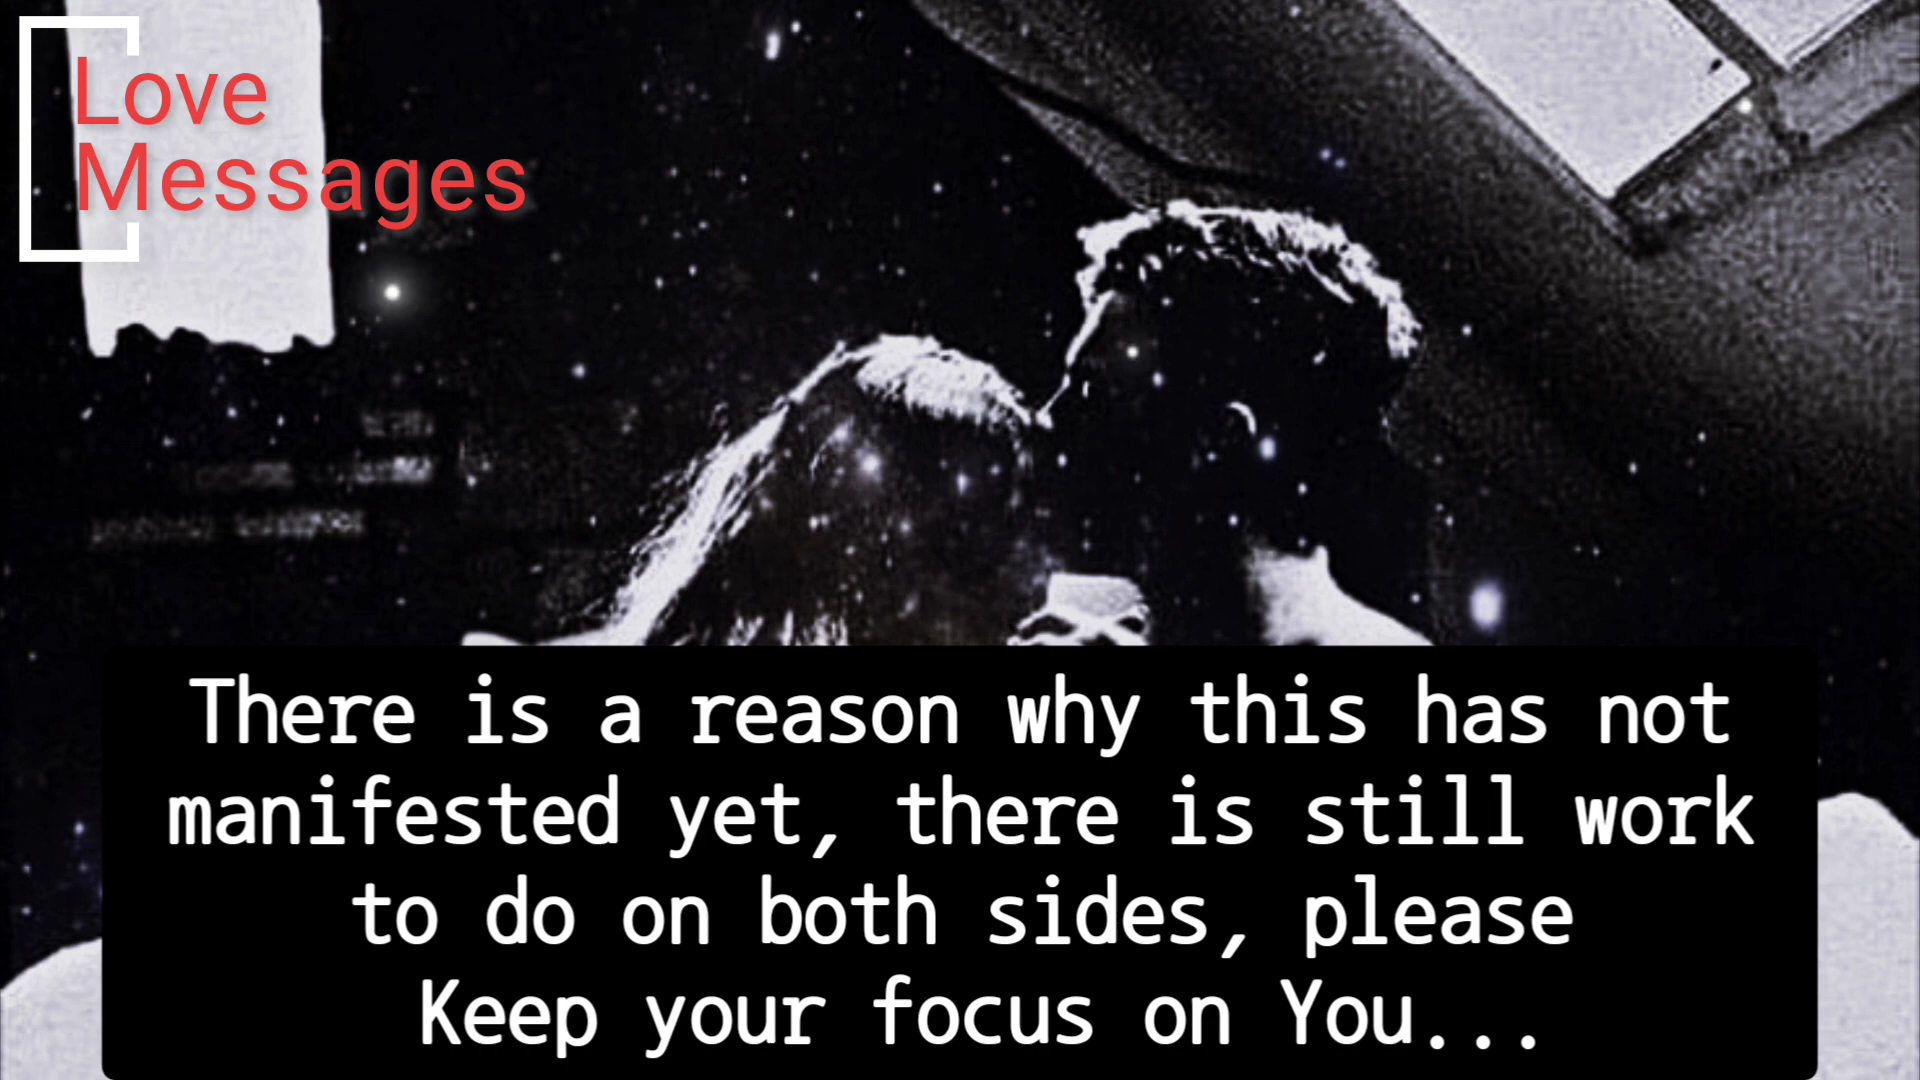 Love
Messages
There is a reason why this has not
manifested yet, there is still work
to do on both sides, please
Keep your focus on You...